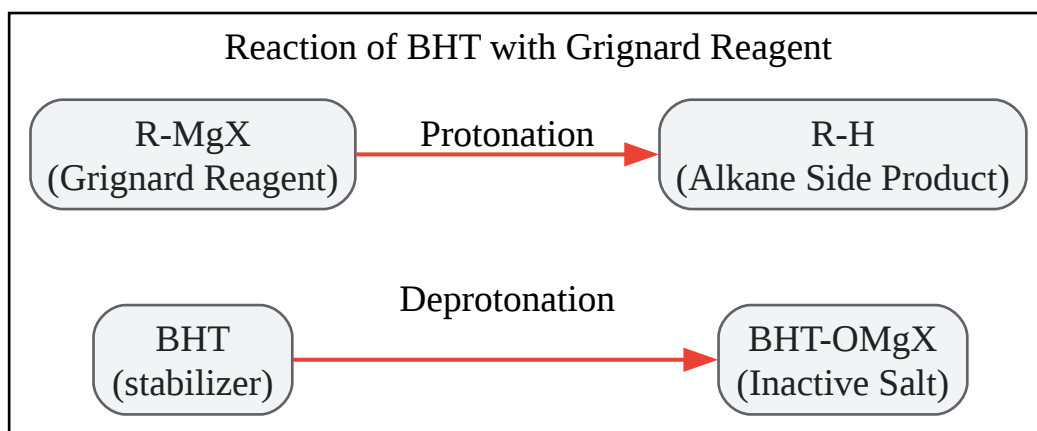 Reaction of BHT with Grignard Reagent
R-MgX
(Grignard Reagent)
Protonation
R-H
(Alkane Side Product)
BHT
(stabilizer)
Deprotonation
BHT-OMgX
(Inactive Salt)